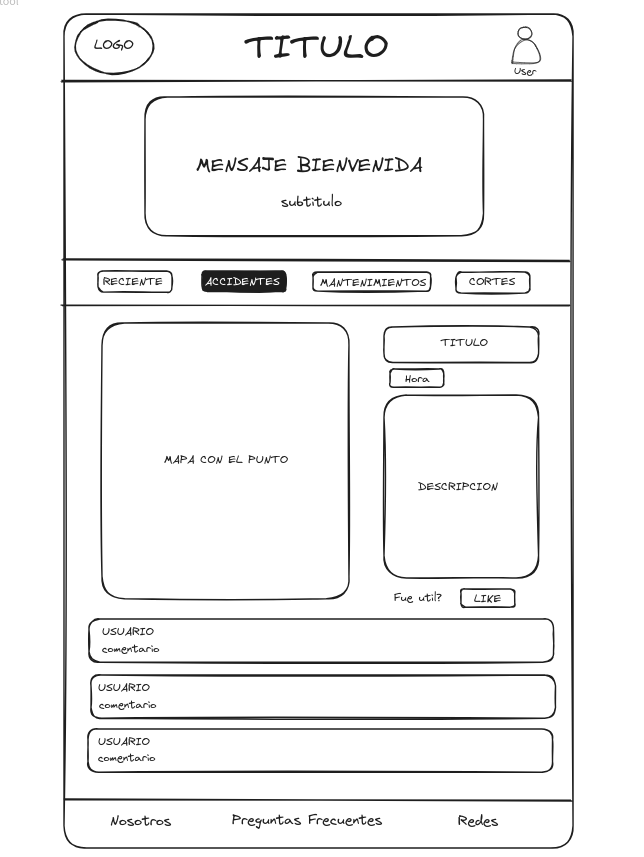 tool
LOGO
TITULO
User
MENSAJE BIENVENIDA
subtitulo
RECIENTE
ACCIDENTES
MANTENIMIENTOS
CORTES
TITULO
Hora
MAPA CON EL PUNTO
DESCRIPCION
Fue util?
LIKE
USUARIO
comentario
USUARIO
comentario
USUARIO
comentario
Nosotros
Preguntas Frecuentes
Redes